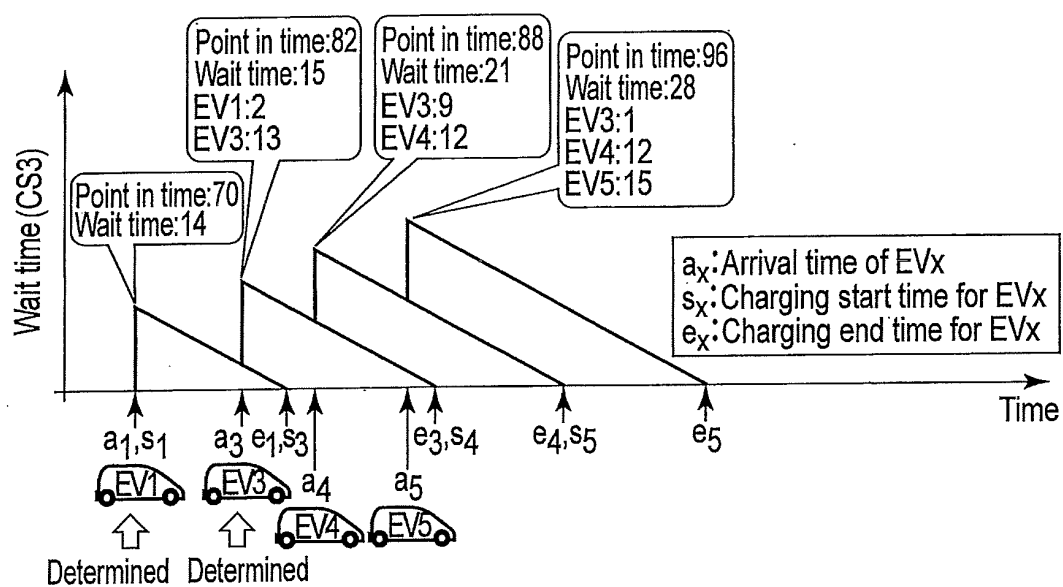 Point in time:82
Wait time:15
EV1:2
EV3:13
Point in time:88
Wait time:21
EV3:9
EV4:12
Point in time:96
Wait time:28
EV3:1
EV4:12
EV5:15
Point in time:70
Wait time:14
Wait time (CS3)
ax:Arrival time of EVx
sx:Charging start time for EVx
ex:Charging end time for EVx
Time
a1,s1
a3
e1,s3
e3,s4
e4,s5
e5
a4
a5
EV1
EV3
EV4
EV5
Determined
Determined